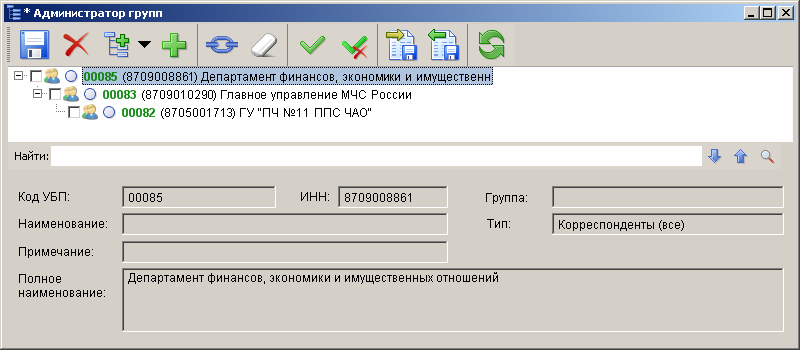 * Администратор групп
00085 (8709008861) Департамент финансов, экономики и имущественн
00083 (8709010290) Главное управление МЧС России
00082 (8705001713) ГУ "ПЧ №11 ППС ЧАО"
Найти:
Код УБП: 00085 ИНН: 8709008861 Группа:
Наименование: Тип: Корреспонденты (все)
Примечание:
Полное наименование: Департамент финансов, экономики и имущественных отношений